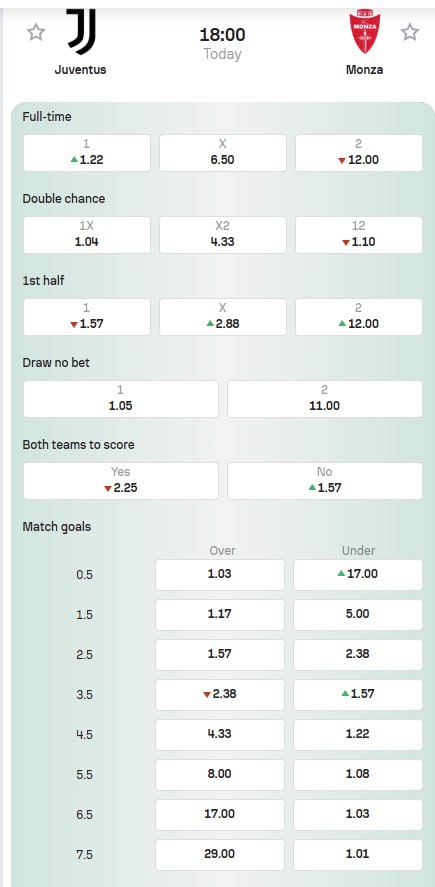 MONZA
18:00
Today
Juventus
Monza
Full-time
1 X 2
1.22 6.50 12.00
Double chance
1X X2 12
1.04 4.33 1.10
1st half
1 X 2
1.57 2.88 12.00
Draw no bet
1 2
1.05 11.00
Both teams to score
Yes No
2.25 1.57
Match goals
Over Under
0.5 1.03 17.00
1.5 1.17 5.00
2.5 1.57 2.38
3.5 2.38 1.57
4.5 4.33 1.22
5.5 8.00 1.08
6.5 17.00 1.03
7.5 29.00 1.01